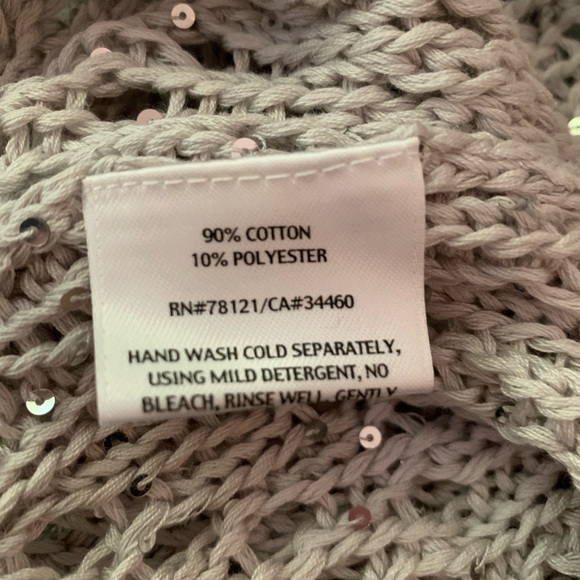 90% COTTON
10% POLYESTER
RN#78121/CA#34460
HAND WASH COLD SEPARATELY,
USING MILD DETERGENT, NO
BLEACH, RINSE WELL, GENTLY